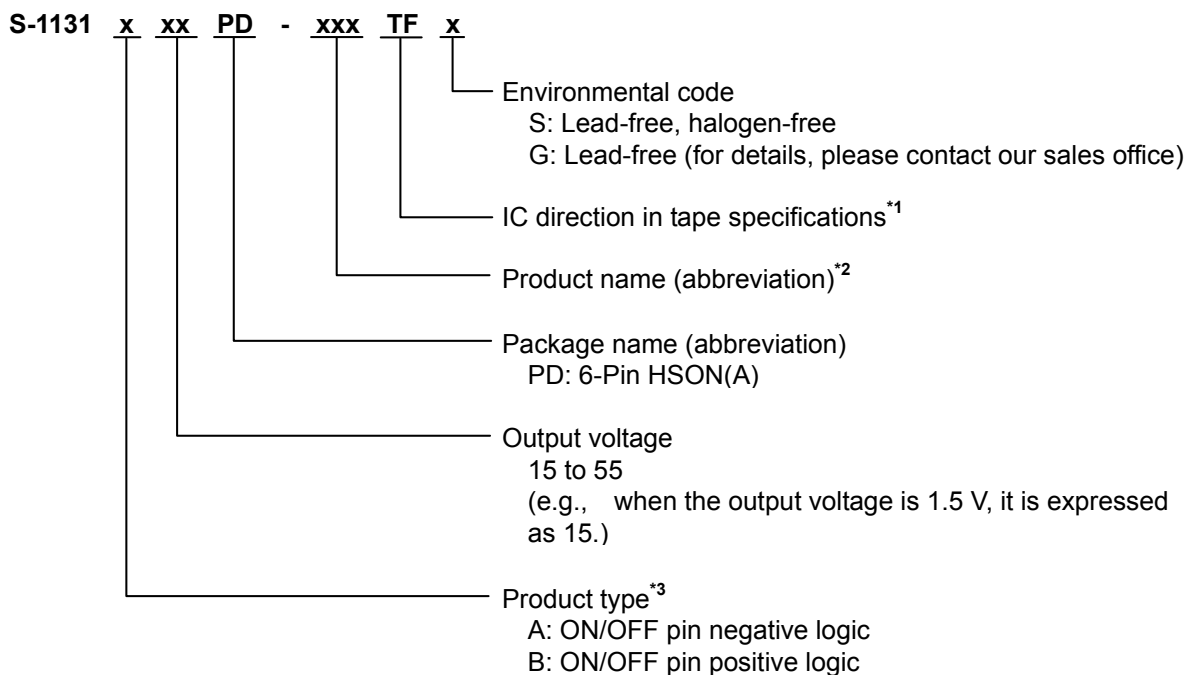 S-1131 x xx PD - xxx TF x
Environmental code
S: Lead-free, halogen-free
G: Lead-free (for details, please contact our sales office)
IC direction in tape specifications*1
Product name (abbreviation)*2
Package name (abbreviation)
PD: 6-Pin HSON(A)
Output voltage
15 to 55
(e.g., when the output voltage is 1.5 V, it is expressed
as 15.)
Product type*3
A: ON/OFF pin negative logic
B: ON/OFF pin positive logic